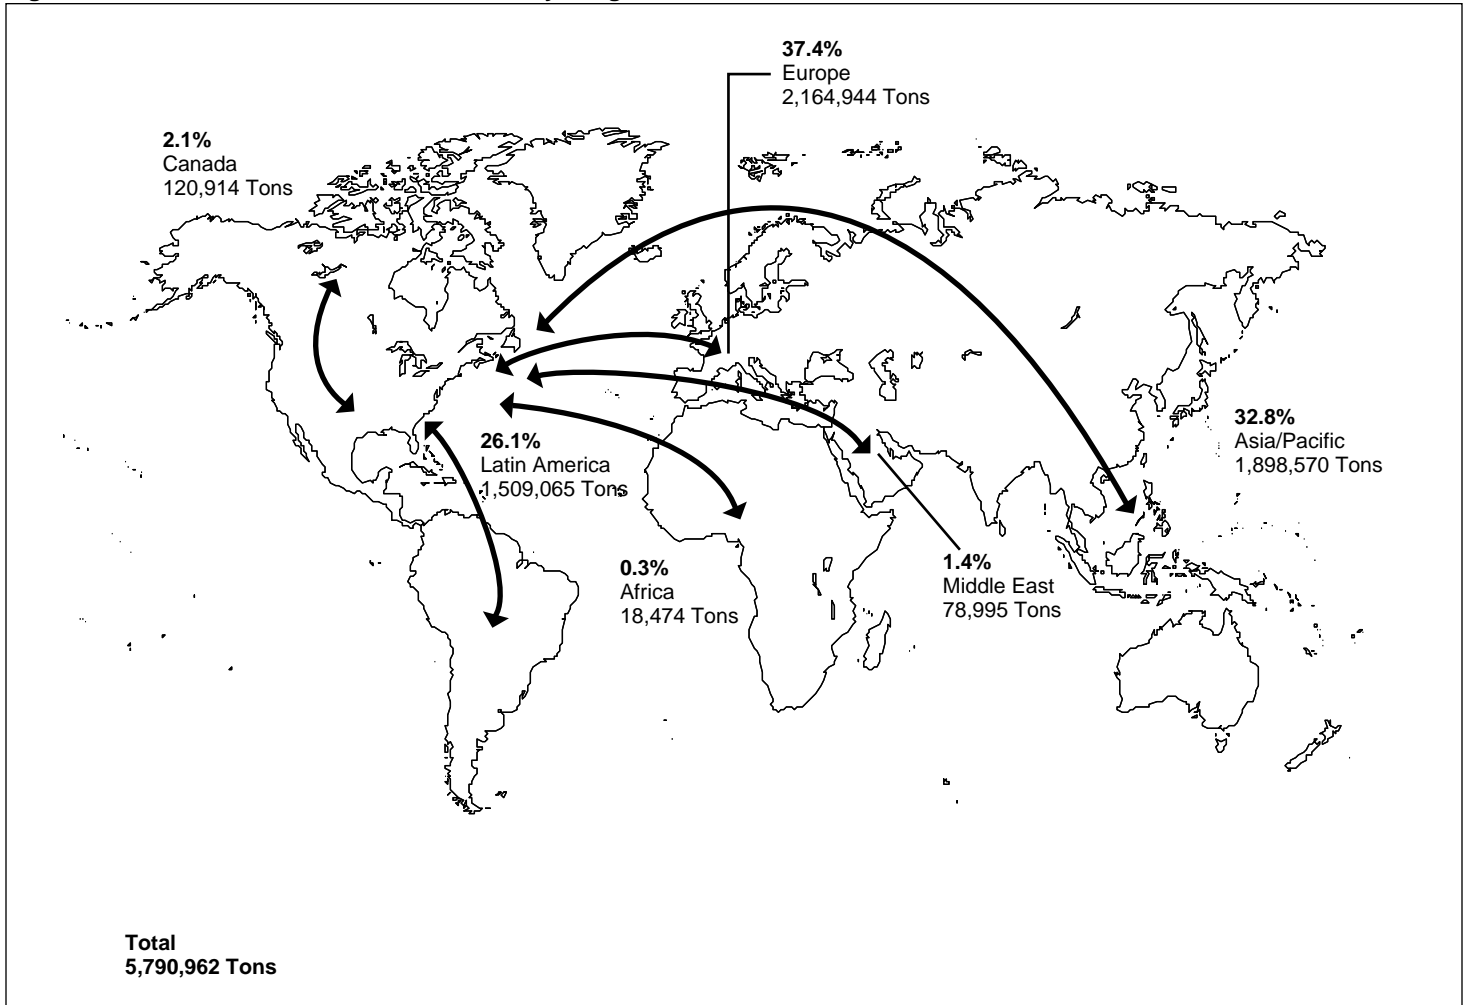 37.4%
Europe
2,164,944 Tons
2.1%
Canada
120,914 Tons
32.8%
Asia/Pacific
1,898,570 Tons
26.1%
Latin America
1,509,065 Tons
0.3%
Africa
18,474 Tons
1.4%
Middle East
78,995 Tons
Total
5,790,962 Tons